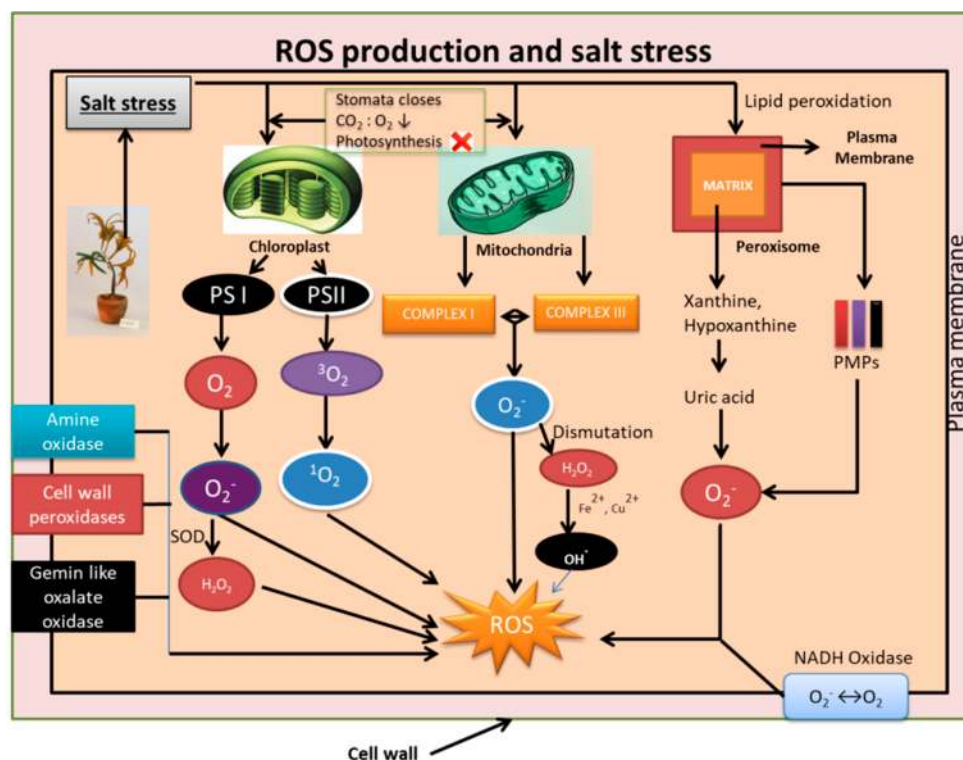 ROS production and salt stress
Salt stress
Stomata closes
CO₂ : O₂ ↓
Photosynthesis
Lipid peroxidation
Plasma
Membrane
MATRIX
Chloroplast
Mitochondria
Peroxisome
PS I
PSII
COMPLEX I
COMPLEX III
Xanthine,
Hypoxanthine
PMPs
O₂
³O₂
O₂⁻
Uric acid
Dismutation
Amine
oxidase
Cell wall
peroxidases
Gemin like
oxalate
oxidase
O₂⁻
¹O₂
H₂O₂
Fe²⁺, Cu²⁺
O₂⁻
SOD
H₂O₂
OH˙
ROS
NADH Oxidase
O₂⁻ ↔O₂
Plasma membrane
Cell wall